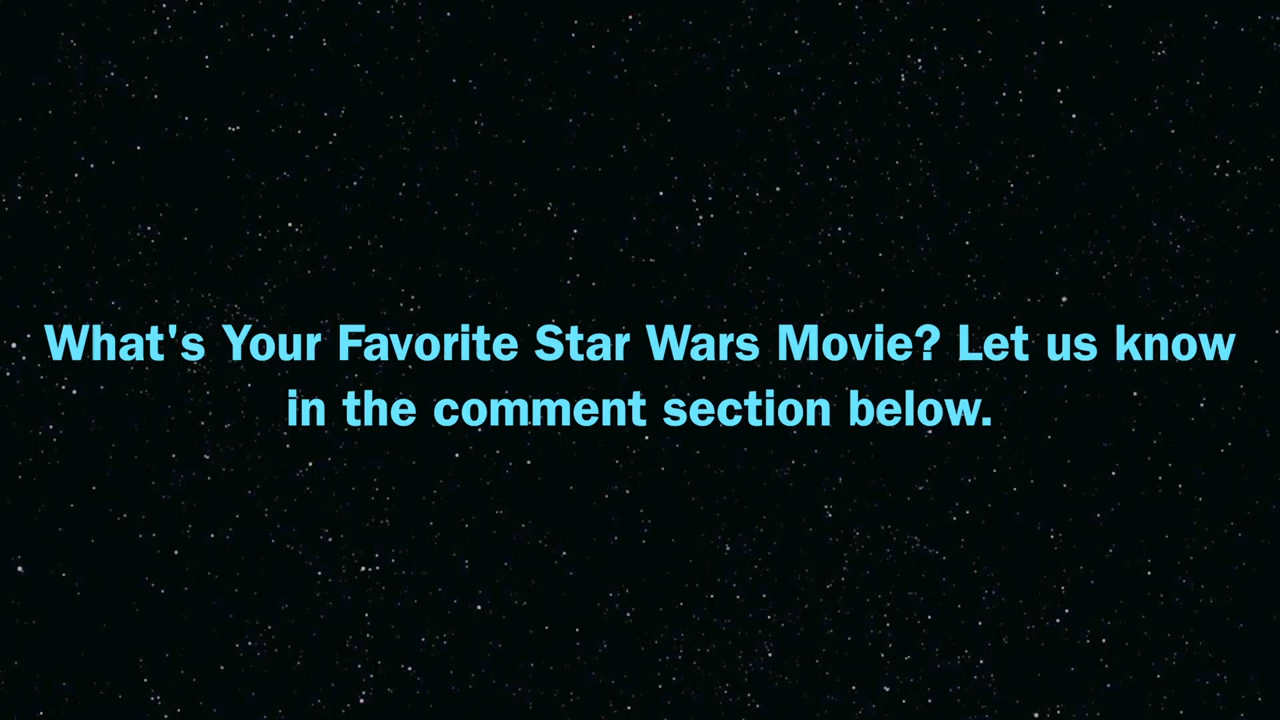 What's Your Favorite Star Wars Movie? Let us know
in the comment section below.